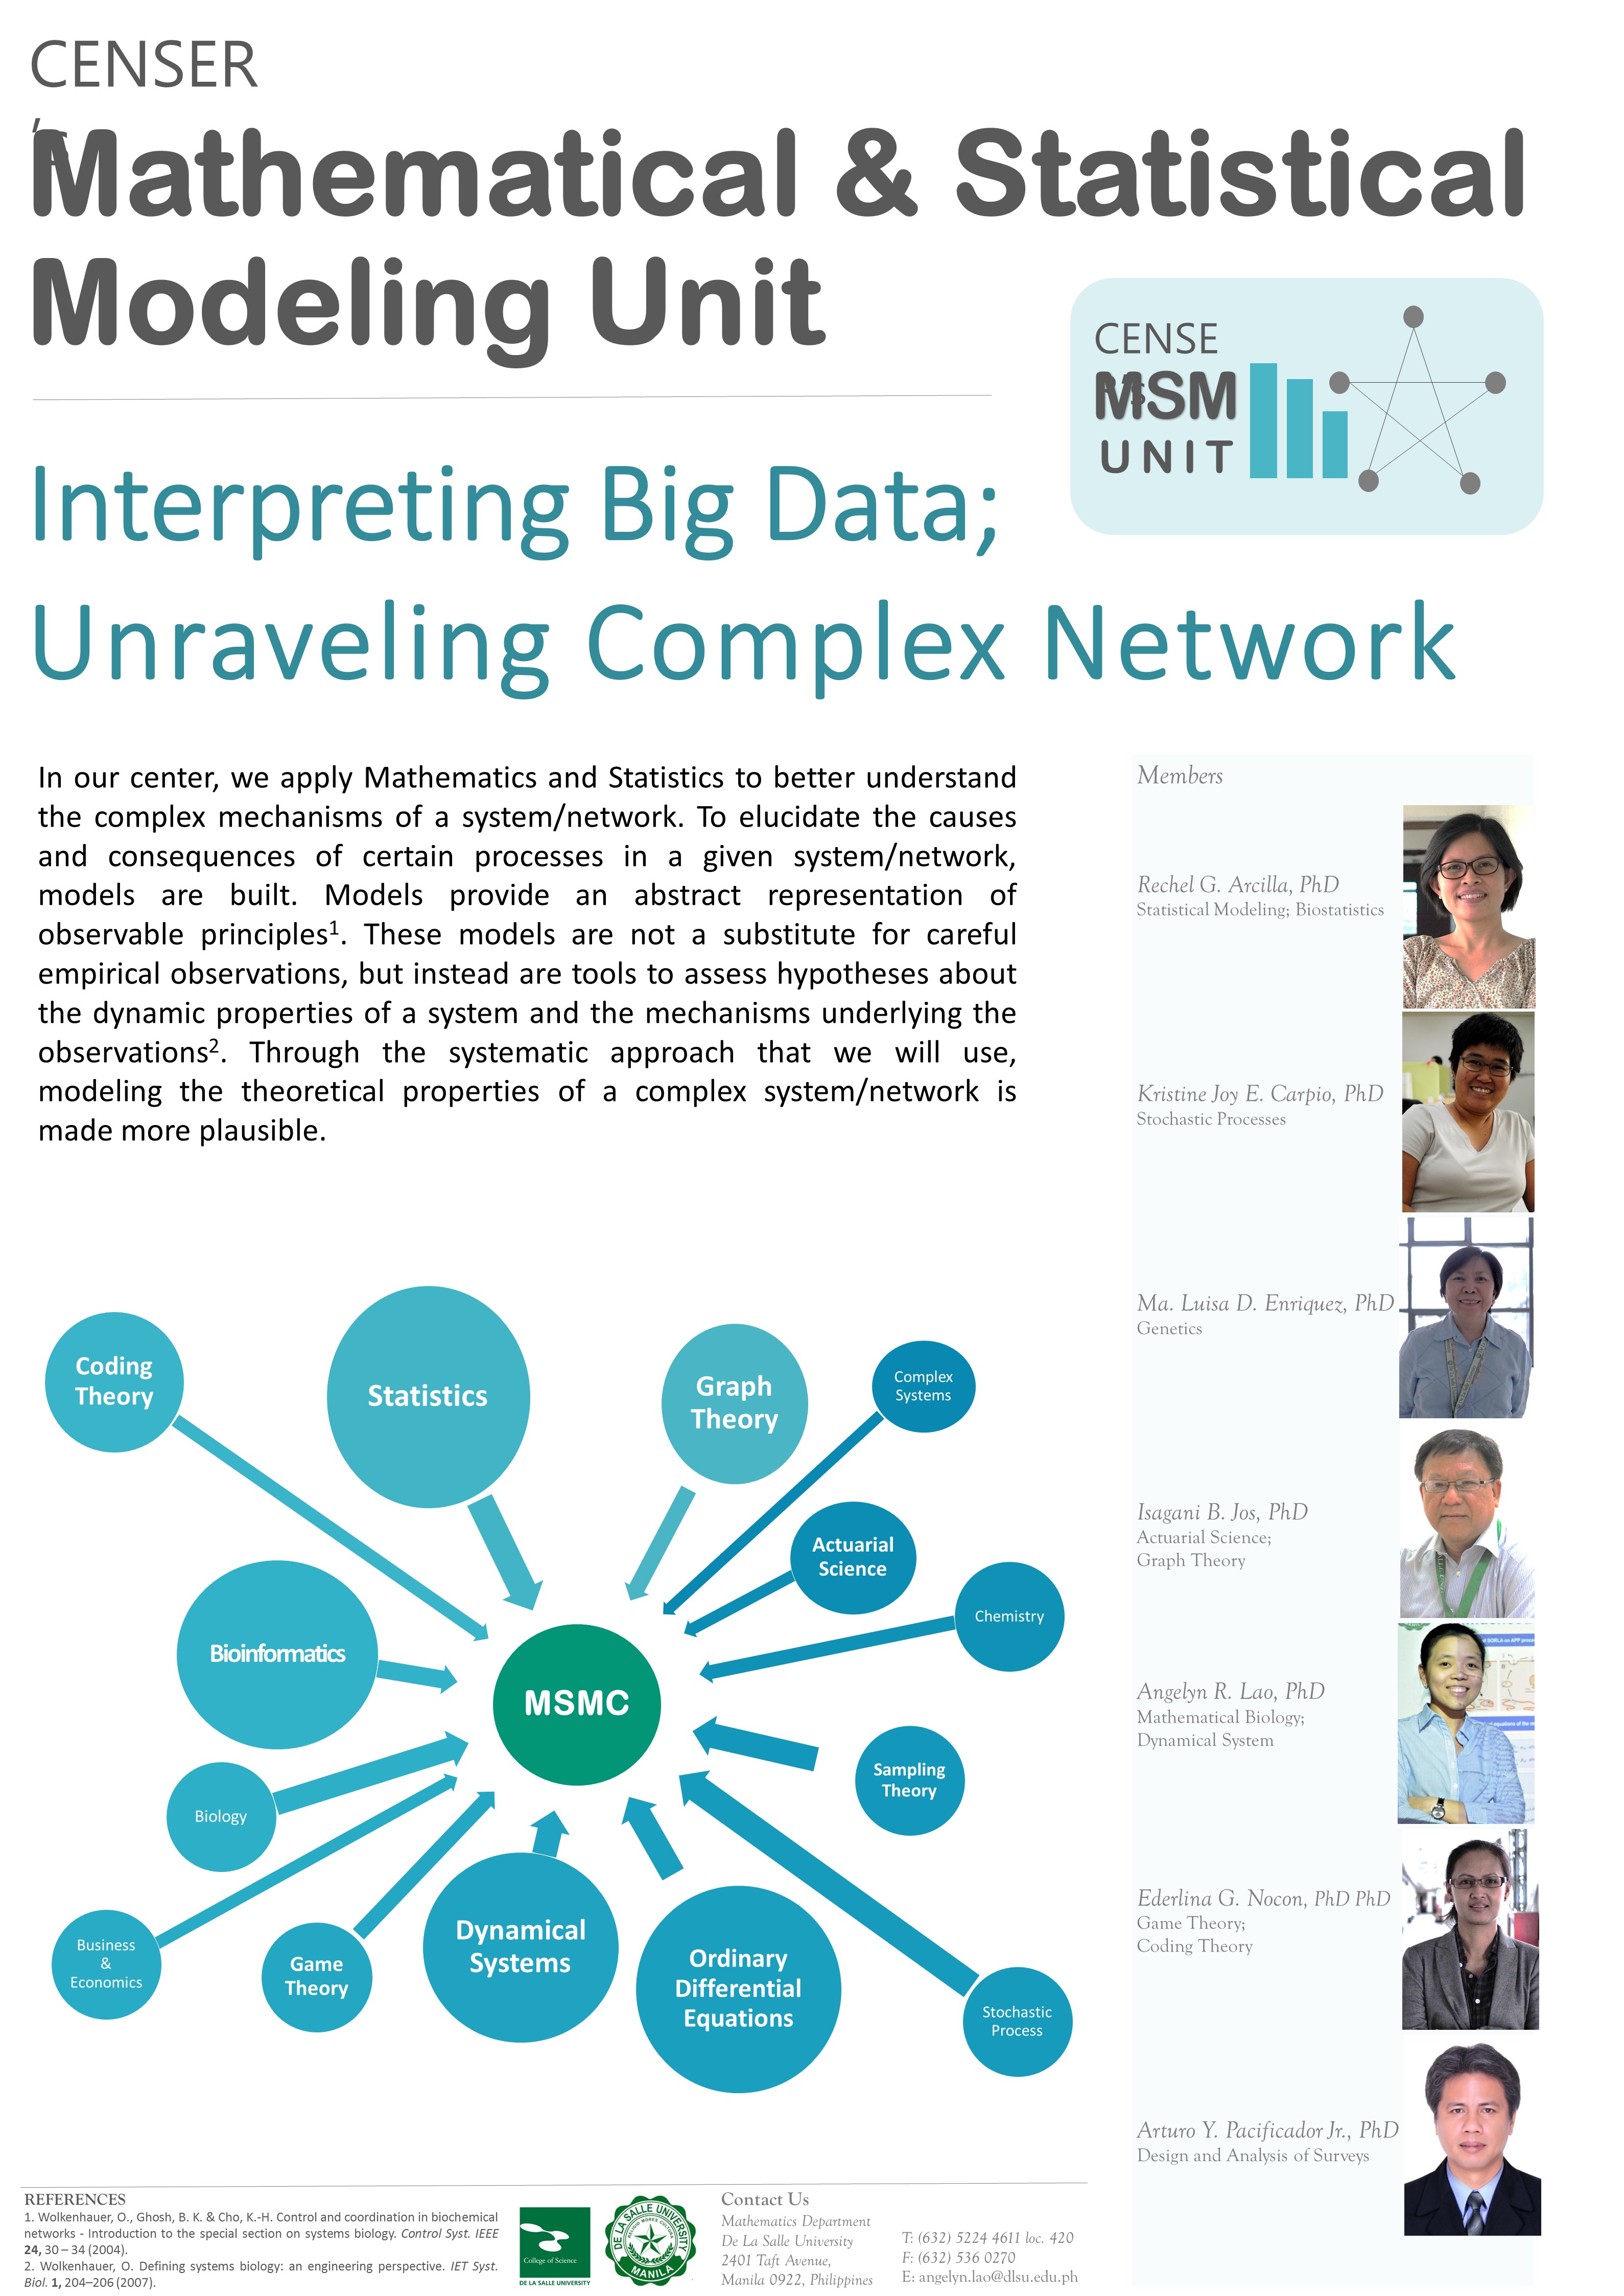 CENSER
’s
Mathematical & Statistical
Modeling Unit
CENSE
MSM
UNIT
Interpreting Big Data;
Unraveling Complex Network
In our center, we apply Mathematics and Statistics to better understand
the complex mechanisms of a system/network. To elucidate the causes
and consequences of certain processes in a given system/network,
models are built. Models provide an abstract representation of
observable principles1. These models are not a substitute for careful
empirical observations, but instead are tools to assess hypotheses about
the dynamic properties of a system and the mechanisms underlying the
observations2. Through the systematic approach that we will use,
modeling the theoretical properties of a complex system/network is
made more plausible.
Members
Rechel G. Arcilla, PhD
Statistical Modeling; Biostatistics
Kristine Joy E. Carpio, PhD
Stochastic Processes
Ma. Luisa D. Enriquez, PhD
Genetics
Isagani B. Jos, PhD
Actuarial Science;
Graph Theory
Angelyn R. Lao, PhD
Mathematical Biology;
Dynamical System
Ederlina G. Nocon, PhD PhD
Game Theory;
Coding Theory
Arturo Y. Pacificador Jr., PhD
Design and Analysis of Surveys
Coding
Theory
Statistics
Graph
Theory
Complex
Systems
Actuarial
Science
Chemistry
Bioinformatics
MSMC
Sampling
Theory
Biology
Business
&
Economics
Game
Theory
Dynamical
Systems
Ordinary
Differential
Equations
Stochastic
Process
REFERENCES
1. Wolkenhauer, O., Ghosh, B. K. & Cho, K.-H. Control and coordination in biochemical
networks - Introduction to the special section on systems biology. Control Syst. IEEE
24, 30 – 34 (2004).
2. Wolkenhauer, O. Defining systems biology: an engineering perspective. IET Syst.
Biol. 1, 204–206 (2007).
College of Science
DE LA SALLE UNIVERSITY
DE LA SALLE UNIVERSITY
MANILA
Contact Us
Mathematics Department
De La Salle University
2401 Taft Avenue,
Manila 0922, Philippines
T: (632) 5224 4611 loc. 420
F: (632) 536 0270
E: angelyn.lao@dlsu.edu.ph